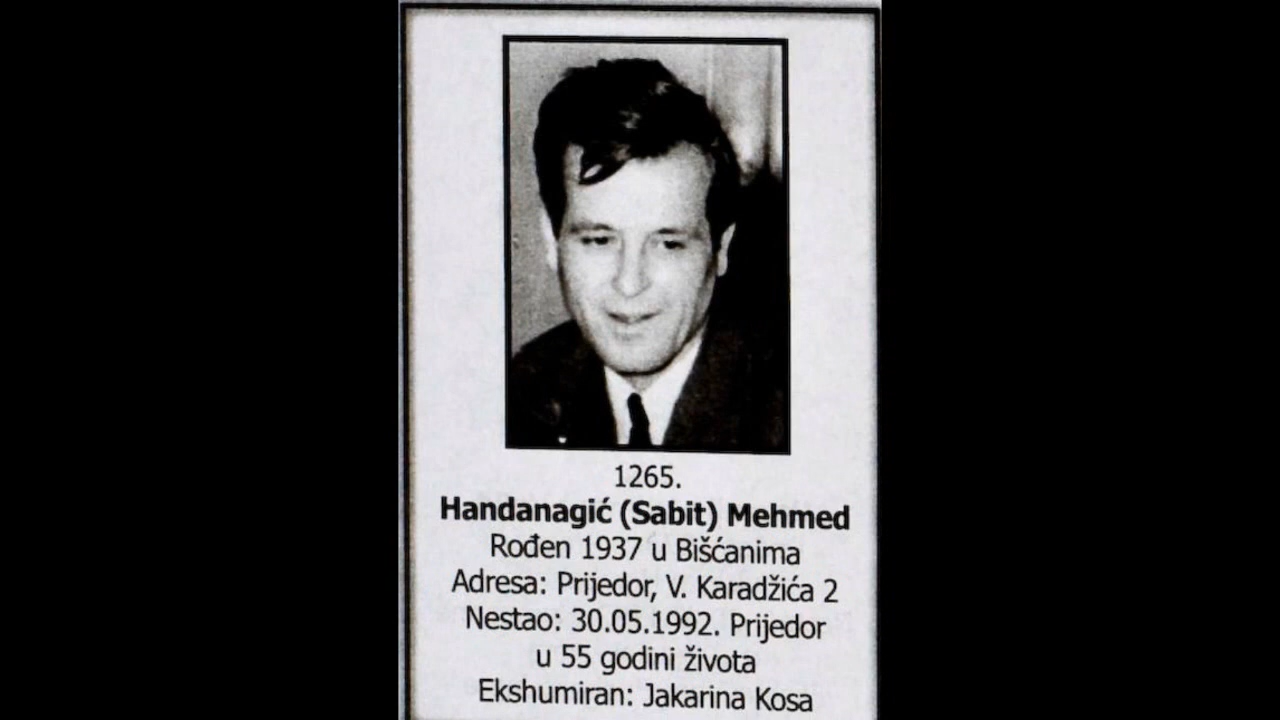 1265.
Handanagić (Sabit) Mehmed
Rođen 1937 u Bišćanima
Adresa: Prijedor, V. Karadžića 2
Nestao: 30.05.1992. Prijedor
u 55 godini života
Ekshumiran: Jakarina Kosa